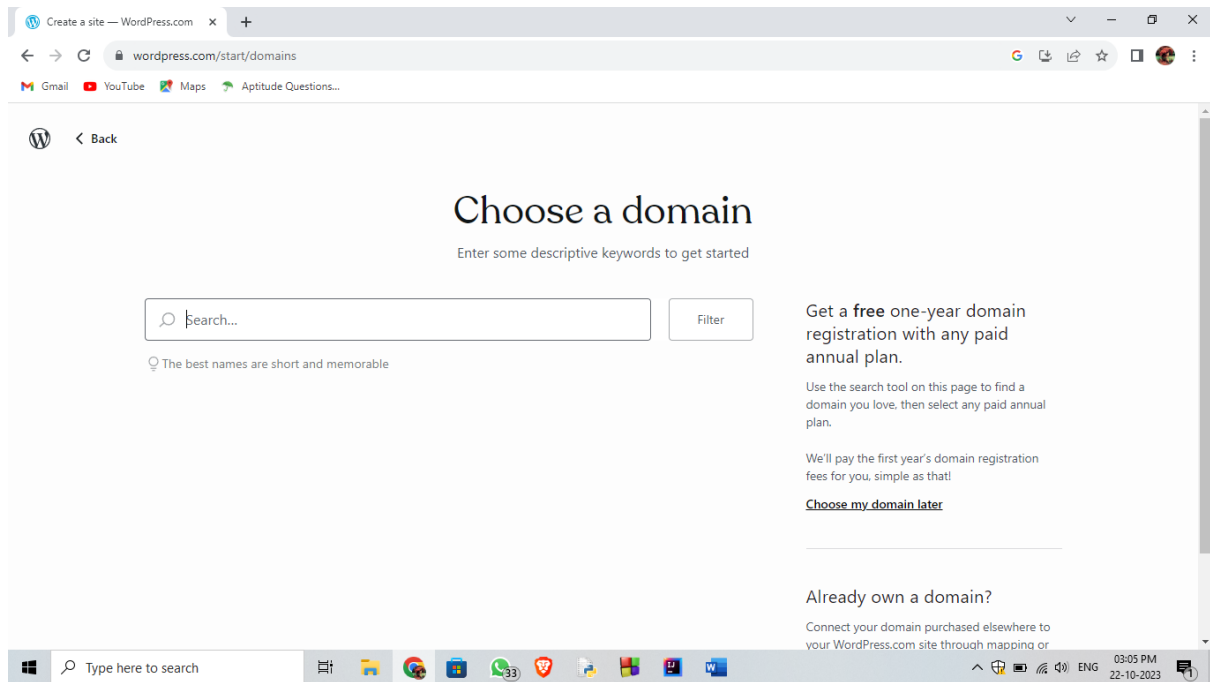 Create a site — WordPress.com
wordpress.com/start/domains
Gmail YouTube Maps Aptitude Questions...
Back
Choose a domain
Enter some descriptive keywords to get started
Search...
Filter
The best names are short and memorable
Get a free one-year domain
registration with any paid
annual plan.
Use the search tool on this page to find a
domain you love, then select any paid annual
plan.
We'll pay the first year's domain registration
fees for you, simple as that!
Choose my domain later
Already own a domain?
Connect your domain purchased elsewhere to
your WordPress.com site through mapping or
Type here to search
33
ENG
03:05 PM
22-10-2023
1